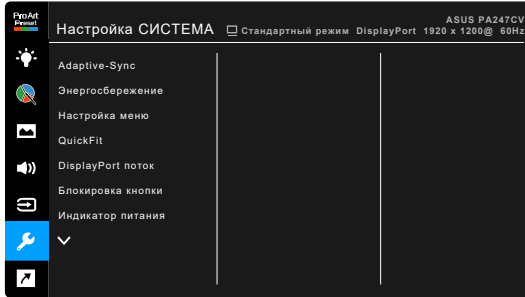 ProArt
Preset
ASUS PA247CV
Настройка СИСТЕМА Стандартный режим DisplayPort 1920 x 1200@ 60Hz
Adaptive-Sync
Энергосбережение
Настройка меню
QuickFit
DisplayPort поток
Блокировка кнопки
Индикатор питания